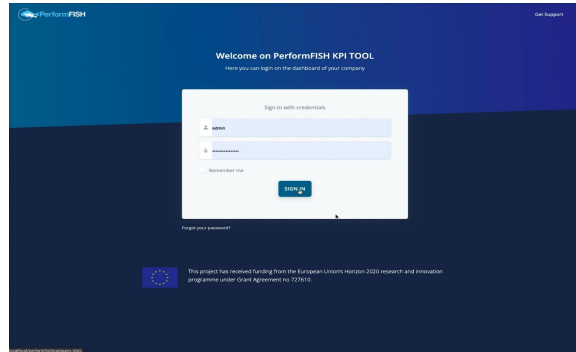 PerformFISH
Get Support
Welcome on PerformFISH KPI TOOL
Here you can login on the dashboard of your company
Sign in with credentials
admin
Remember me
SIGN IN
Forgot your password?
This project has received funding from the European Union's Horizon 2020 research and innovation
programme under Grant Agreement no 727610.